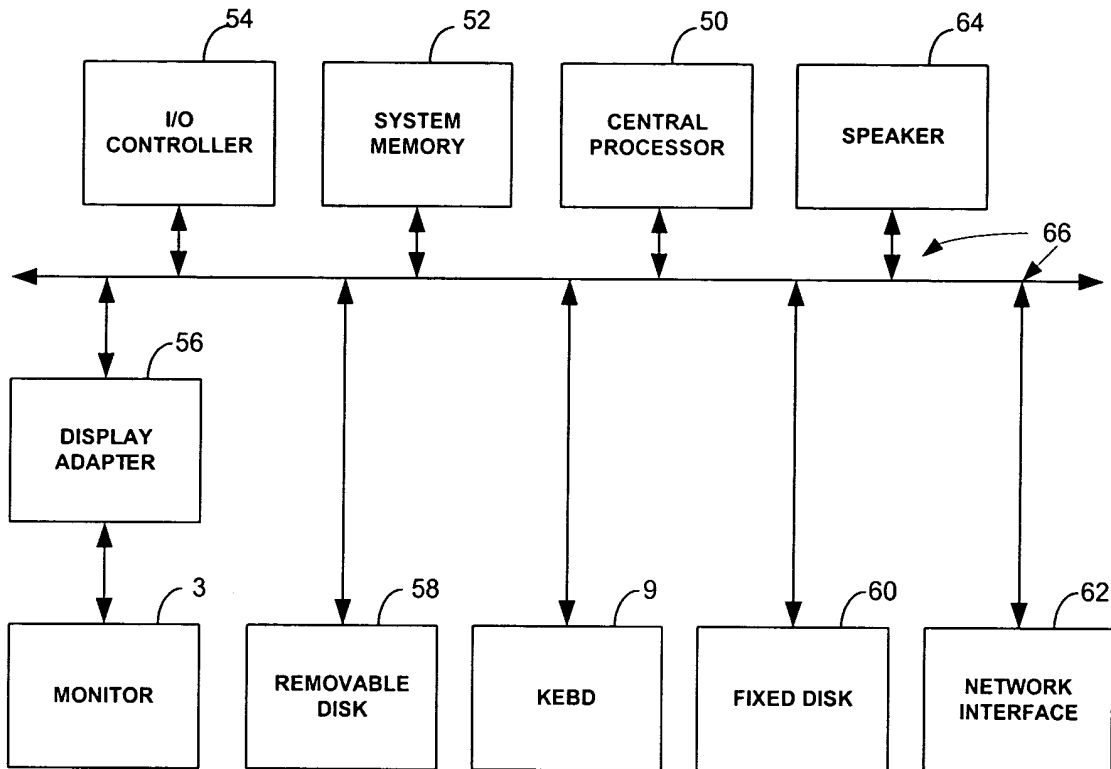 54
52
50
64
I/O
CONTROLLER
SYSTEM
MEMORY
CENTRAL
PROCESSOR
SPEAKER
66
56
DISPLAY
ADAPTER
3
58
9
60
62
MONITOR
REMOVABLE
DISK
KEBD
FIXED DISK
NETWORK
INTERFACE